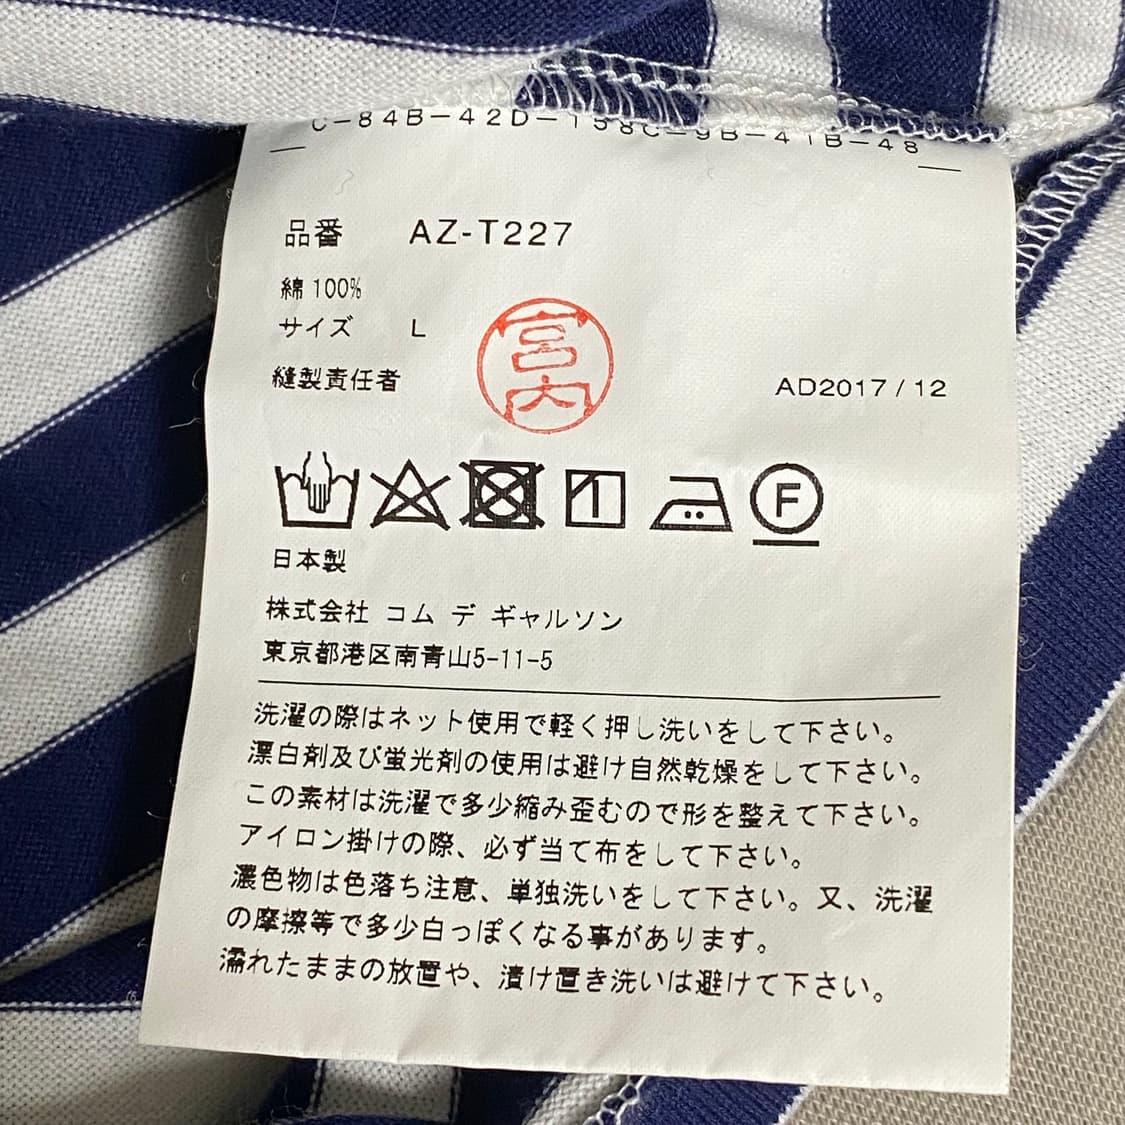 C-84B-42D-158C-9B-41B-48
品番 AZ-T227
綿 100%
サイズ L
縫製責任者 宮内
AD2017/12
F
日本製
株式会社 コム デ ギャルソン
東京都港区南青山5-11-5
洗濯の際はネット使用で軽く押し洗いをして下さい。
漂白剤及び蛍光剤の使用は避け自然乾燥をして下さい。
この素材は洗濯で多少縮み歪むので形を整えて下さい。
アイロン掛けの際、必ず当て布をして下さい。
濃色物は色落ち注意、単独洗いをして下さい。又、洗濯
の摩擦等で多少白っぽくなる事があります。
濡れたままの放置や、漬け置き洗いは避けて下さい。